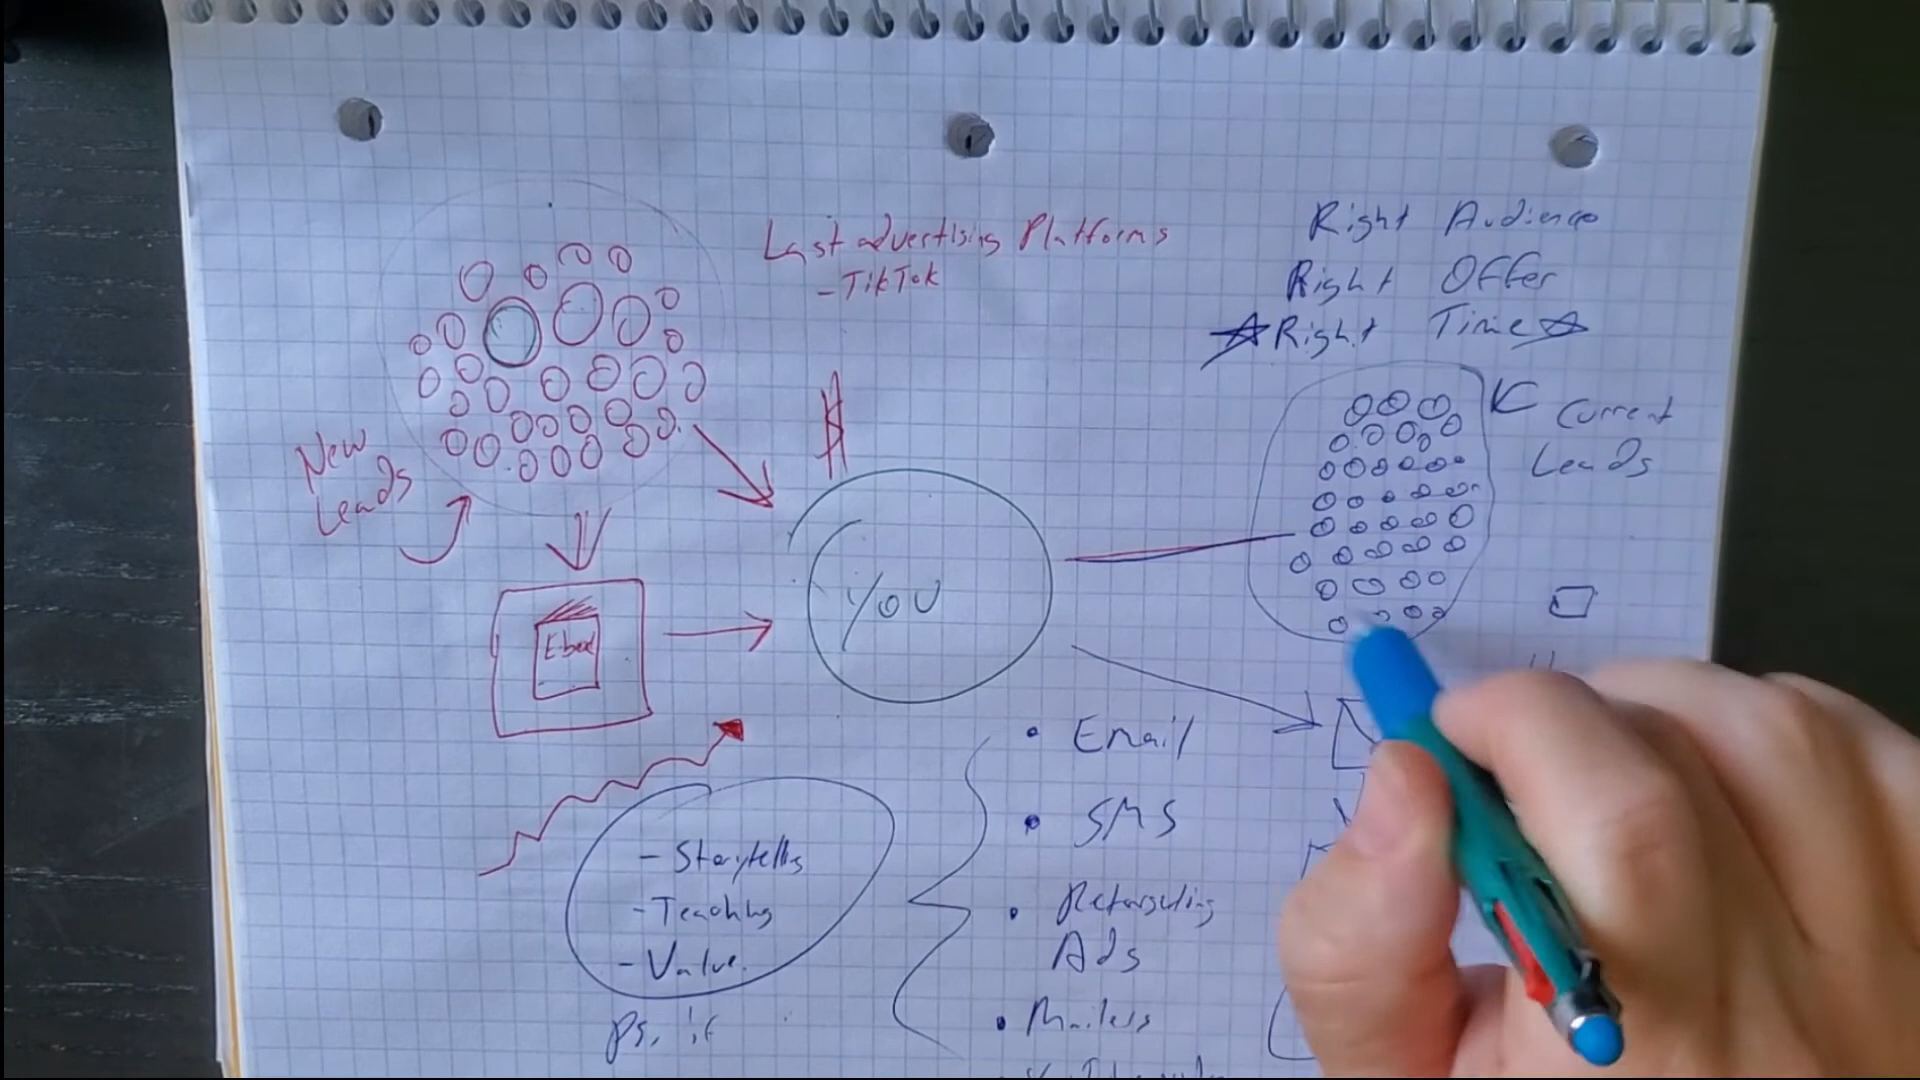 Last advertising Platforms
-TikTok
Right Audience
Right Offer
Right Time
Current
Leads
New
Leads
$
YOU
• Email
• SMS
- Storytelling
- Teaching
- Value.
• Retargeting
Ads
• Mailers
Ps, if